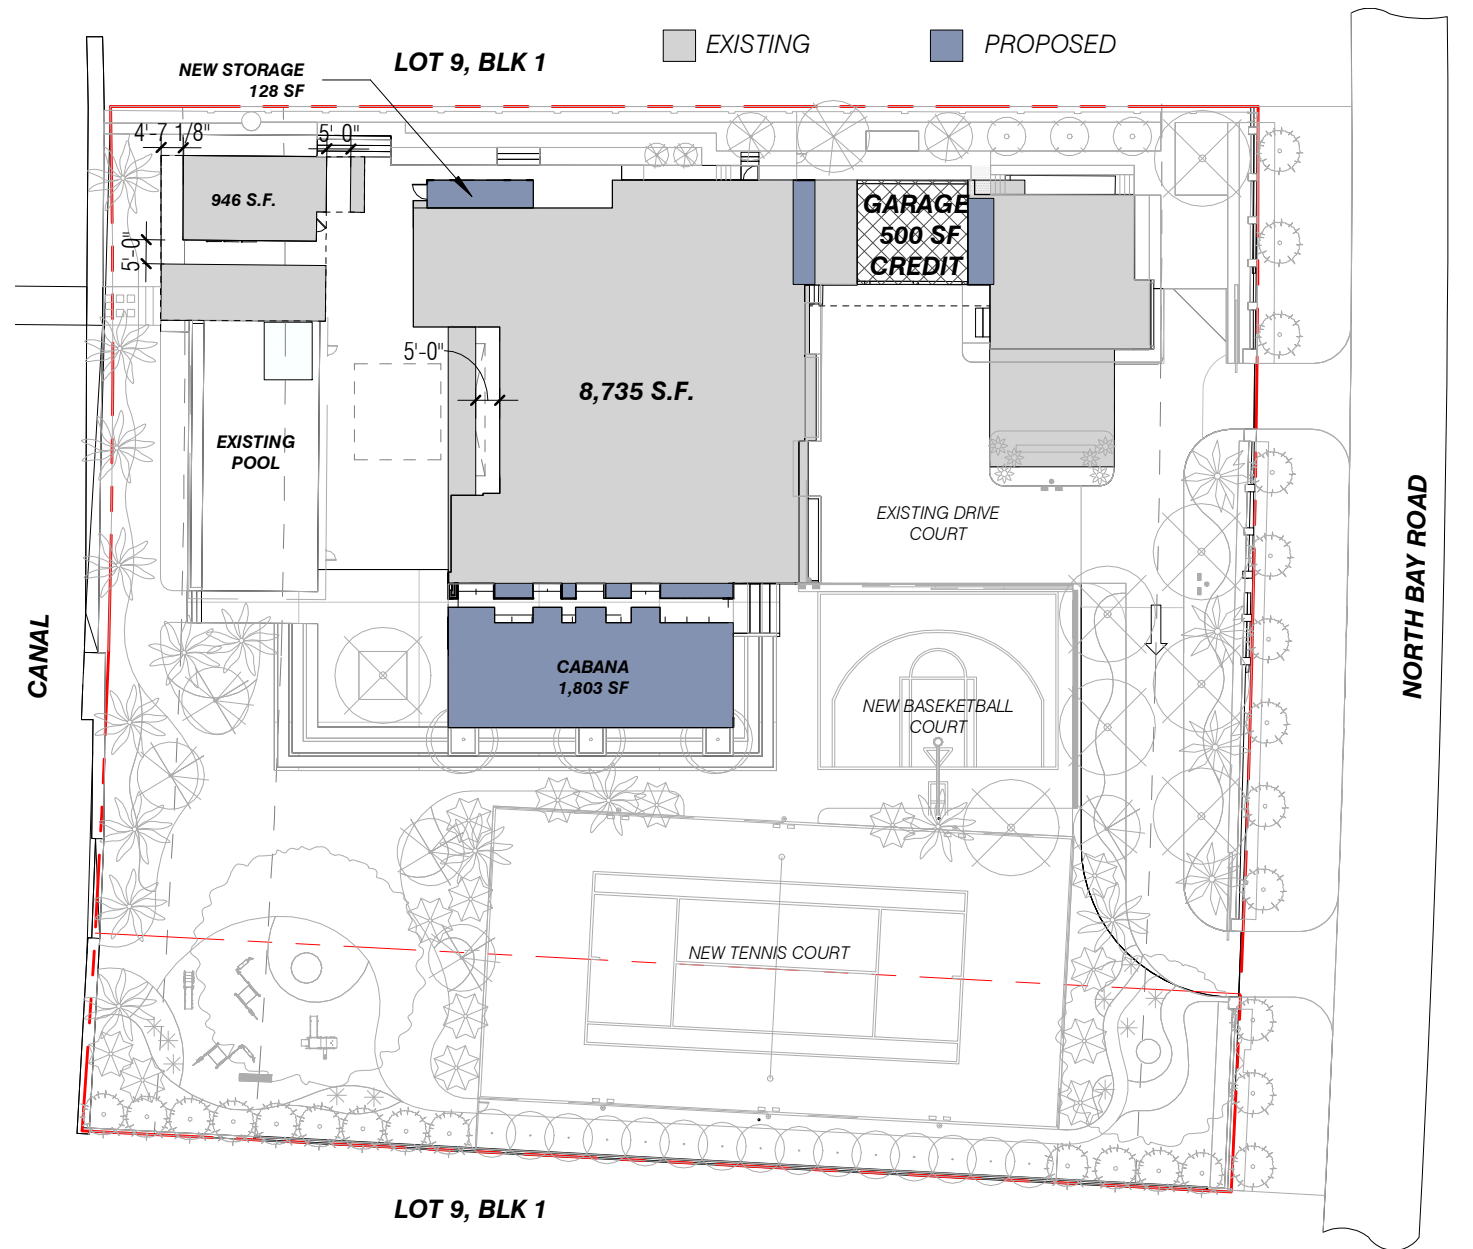 EXISTING
PROPOSED
LOT 9, BLK 1
NEW STORAGE
128 SF
4'-7 1/8"
5'-0"
946 S.F.
5'-0"
GARAGE
500 SF
CREDIT
5'-0"
8,735 S.F.
EXISTING
POOL
EXISTING DRIVE
COURT
CANAL
NORTH BAY ROAD
CABANA
1,803 SF
NEW BASEKETBALL
COURT
NEW TENNIS COURT
LOT 9, BLK 1